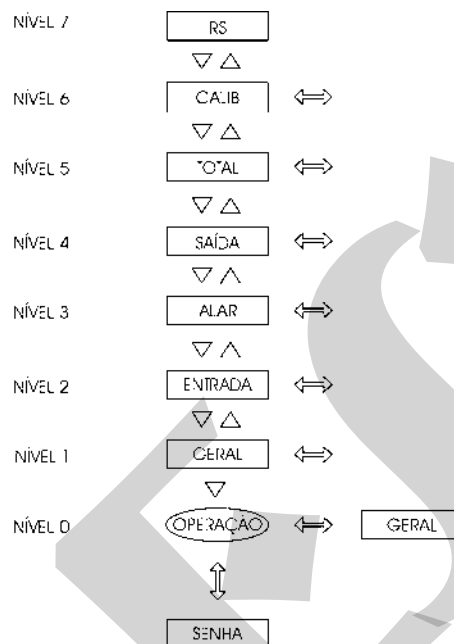 NÍVEL 7 RS
NÍVEL 6 CALIB
NÍVEL 5 TOTAL
NÍVEL 4 SAÍDA
NÍVEL 3 ALAR
NÍVEL 2 ENTRADA
NÍVEL 1 GERAL
NÍVEL 0 OPERAÇÃO GERAL
SENHA